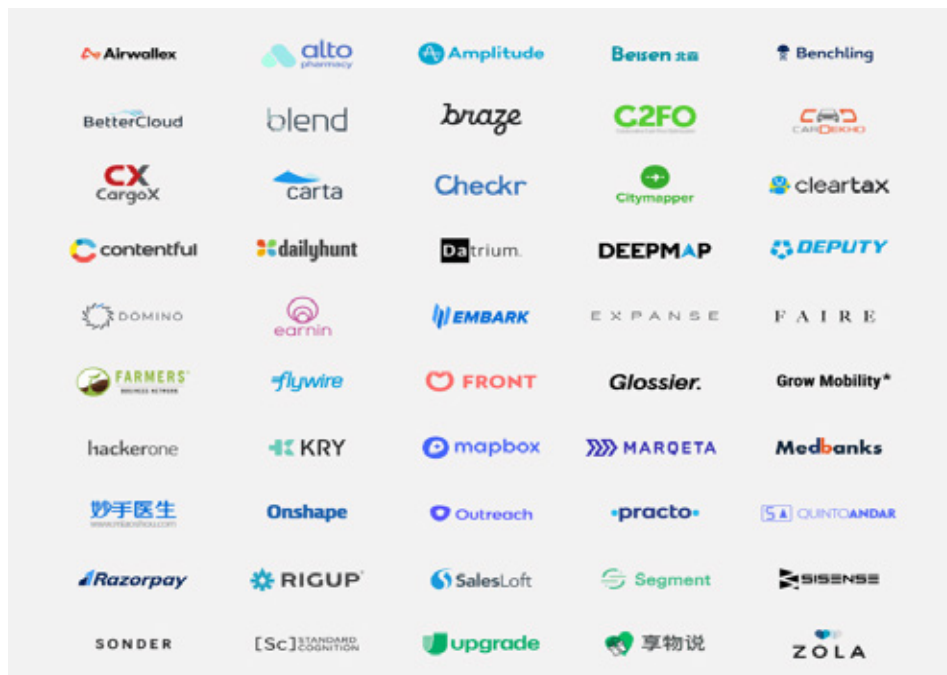 Airwallex
alto
pharmacy
Amplitude
Beisen 北森
Benchling
BetterCloud
blend
braze
C2FO
CARDEKHO
CX
CargoX
carta
Checkr
Citymapper
cleartax
contentful
dailyhunt
Datrium.
DEEPMAP
DEPUTY
DOMINO
earnin
EMBARK
EXPANSE
FAIRE
FARMERS
BUSINESS NETWORK
flywire
FRONT
Glossier.
Grow Mobility*
hackerone
KRY
mapbox
MARQETA
Medbanks
妙手医生
www.miaoshou.com
Onshape
Outreach
practo
QUINTOANDAR
Razorpay
RIGUP
SalesLoft
Segment
SISENSE
SONDER
[Sc] STANDARD
COGNITION
upgrade
享物说
ZOLA